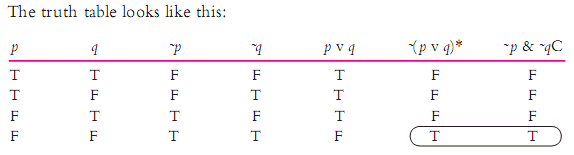 The truth table looks like this:
p q ~p ~q p v q ~(p v q)* ~p & ~qC
T T F F T F F
T F F T T F F
F T T F T F F
F F T T F T T